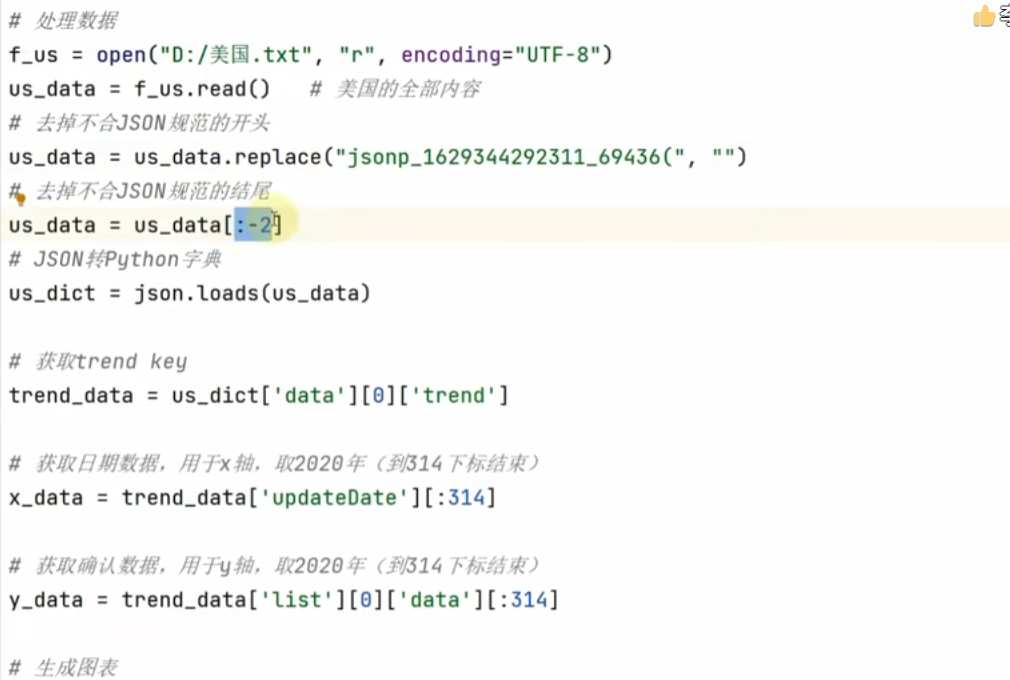 # 处理数据
f_us = open("D:/美国.txt", "r", encoding="UTF-8")
us_data = f_us.read()   # 美国的全部内容
# 去掉不合JSON规范的开头
us_data = us_data.replace("jsonp_1629344292311_69436(", "")
# 去掉不合JSON规范的结尾
us_data = us_data[:-2]
# JSON转Python字典
us_dict = json.loads(us_data)
# 获取trend key
trend_data = us_dict['data'][0]['trend']
# 获取日期数据，用于x轴，取2020年（到314下标结束）
x_data = trend_data['updateDate'][:314]
# 获取确认数据，用于y轴，取2020年（到314下标结束）
y_data = trend_data['list'][0]['data'][:314]
# 生成图表